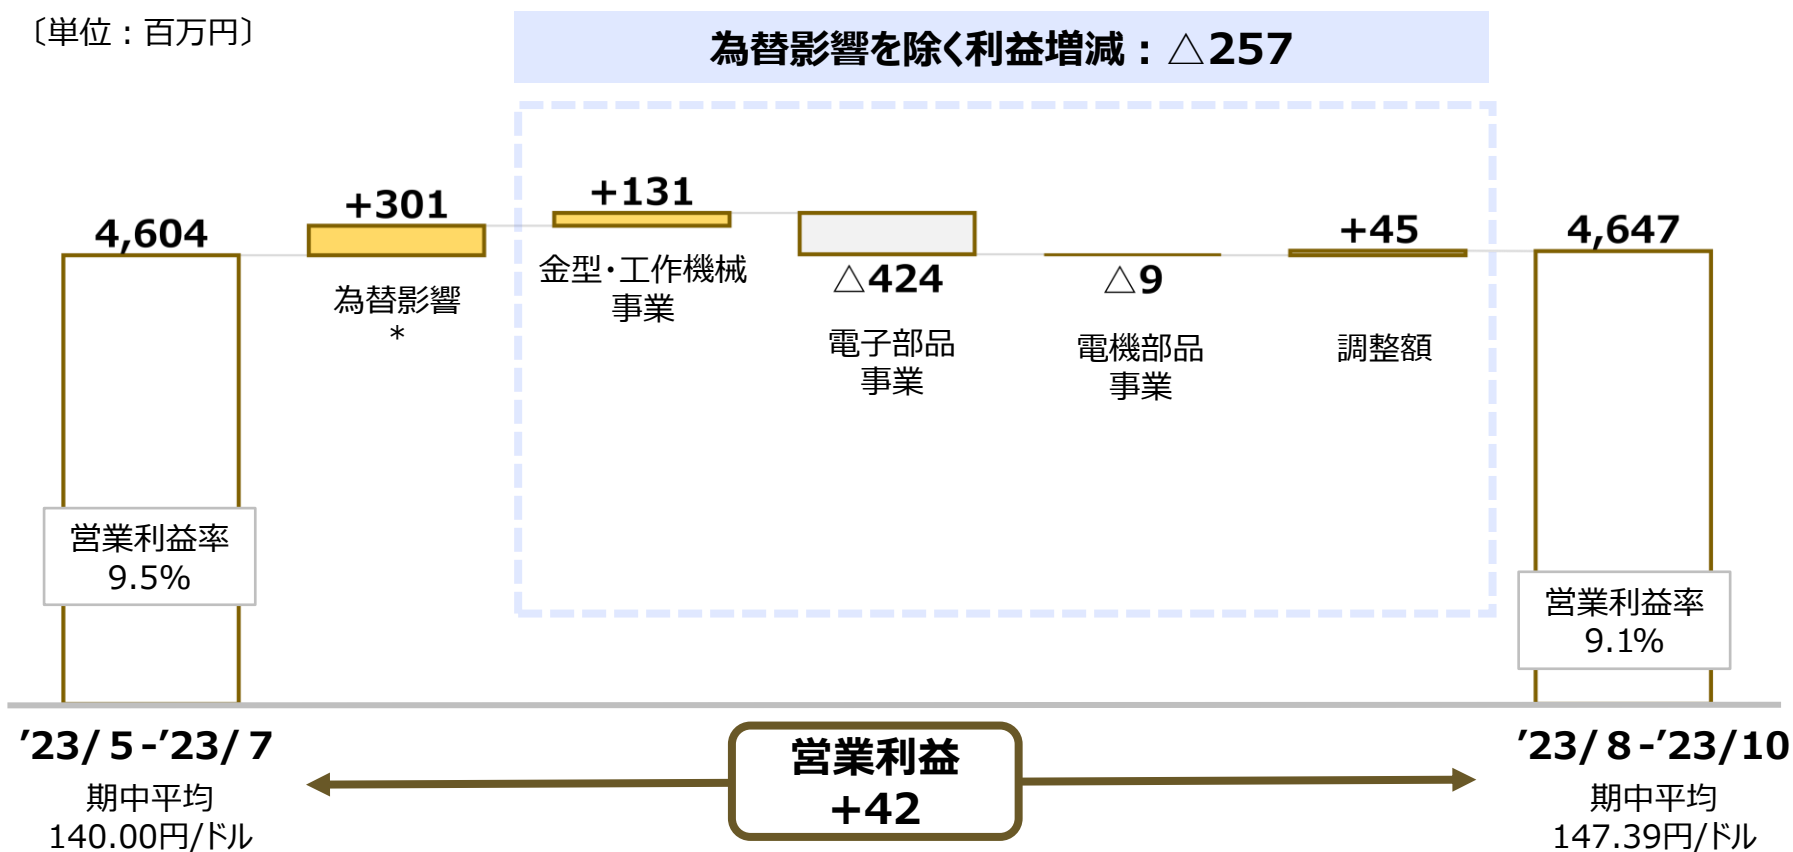 〔単位：百万円〕
為替影響を除く利益増減：△257
4,604
+301
為替影響
*
+131
金型･工作機械
事業
△424
電子部品
事業
△9
電機部品
事業
+45
調整額
4,647
営業利益率
9.5%
営業利益率
9.1%
’23/５-’23/７
期中平均
140.00円/ドル
営業利益
+42
’23/８-’23/10
期中平均
147.39円/ドル